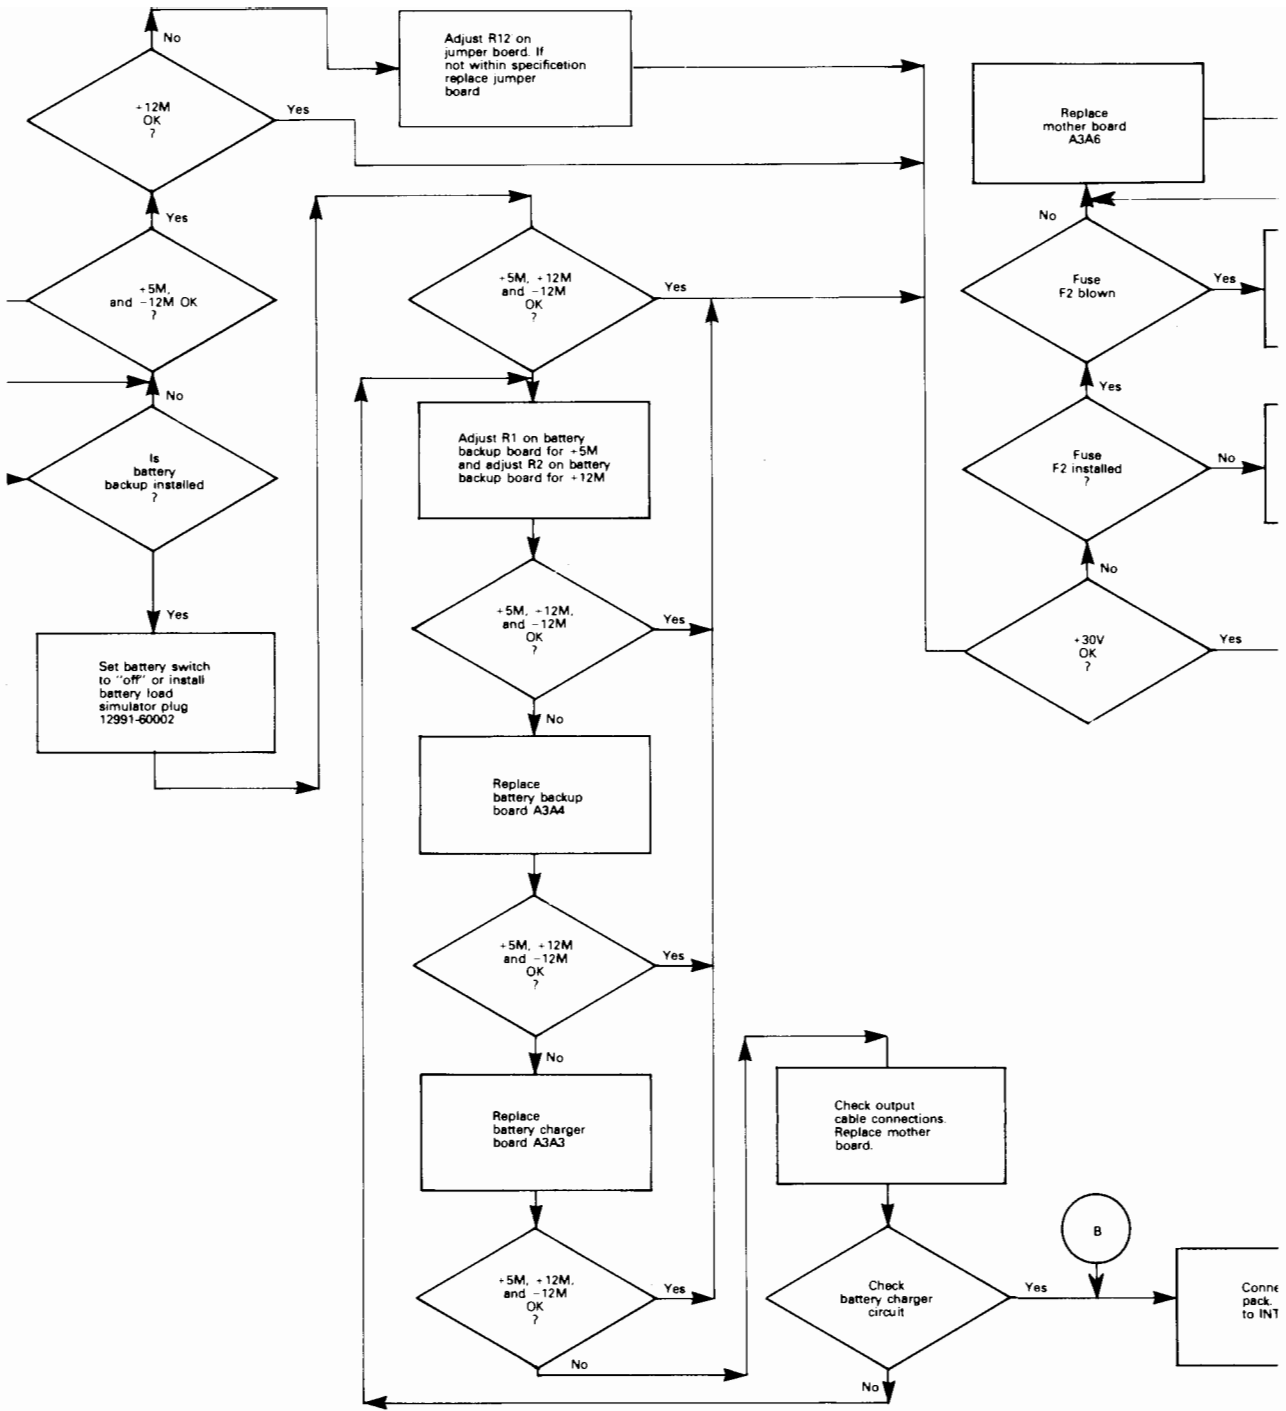 No
Adjust R12 on
jumper boerd. If
not within specificetion
replace jumper
board
+12M
OK
?
Yes
Replace
mother board
A3A6
Yes
No
+5M,
and -12M OK
?
+5M, +12M
and -12M
OK
?
Yes
Fuse
F2 blown
Yes
No
Yes
Is
battery
backup installed
?
Adjust R1 on battery
backup board for +5M
and adjust R2 on battery
backup board for +12M
Fuse
F2 installed
?
No
No
Yes
+5M, +12M,
and -12M
OK
?
Yes
+30V
OK
?
Yes
Set battery switch
to "off" or install
battery load
simulator plug
12991-60002
No
Replace
battery backup
board A3A4
+5M, +12M
and -12M
OK
?
Yes
No
Replace
battery charger
board A3A3
Check output
cable connections.
Replace mother
board.
B
+5M, +12M,
and -12M
OK
?
Yes
Check
battery charger
circuit
Yes
Conne
pack.
to INT
No
No